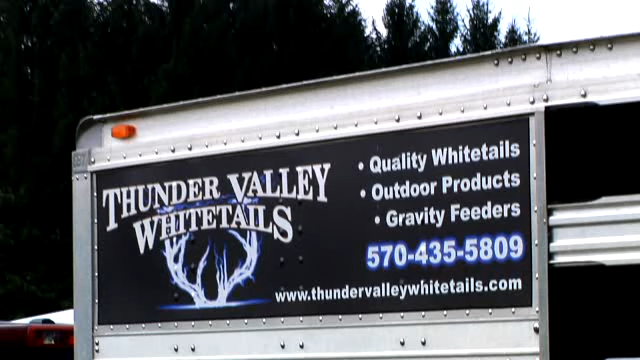 THUNDER VALLEY
WHITETAILS
• Quality Whitetails
• Outdoor Products
• Gravity Feeders
570-435-5809
www.thundervalleywhitetails.com